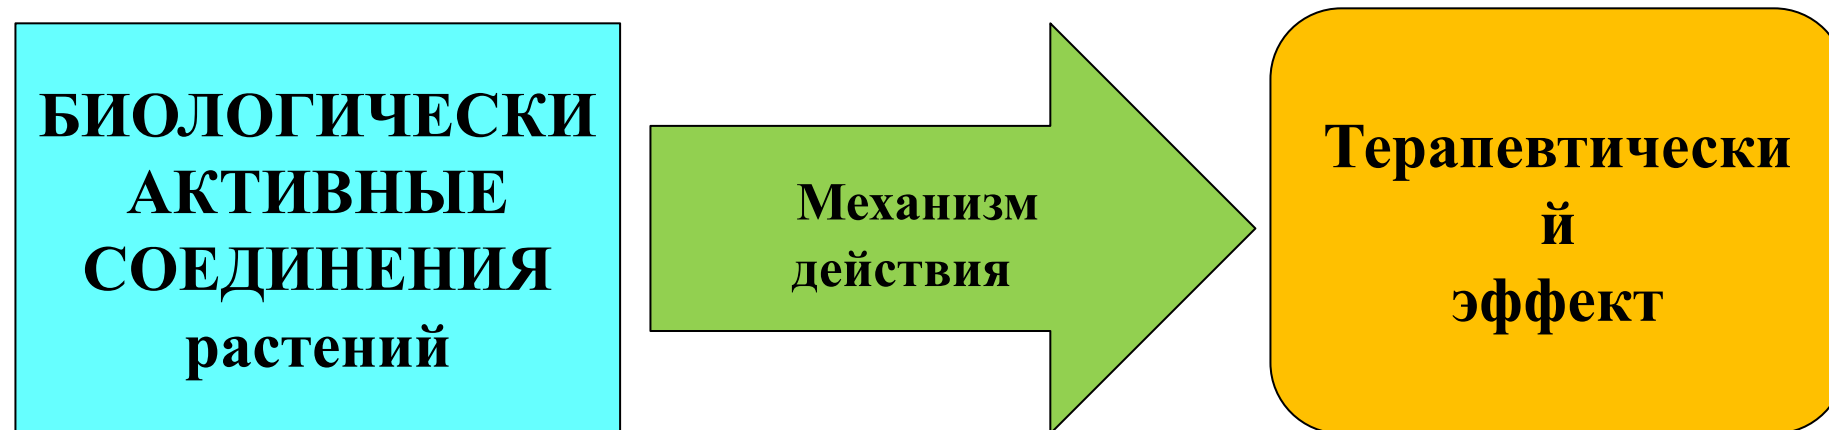 БИОЛОГИЧЕСКИ
АКТИВНЫЕ
СОЕДИНЕНИЯ
растений
Механизм
действия
Терапевтически
й
эффект